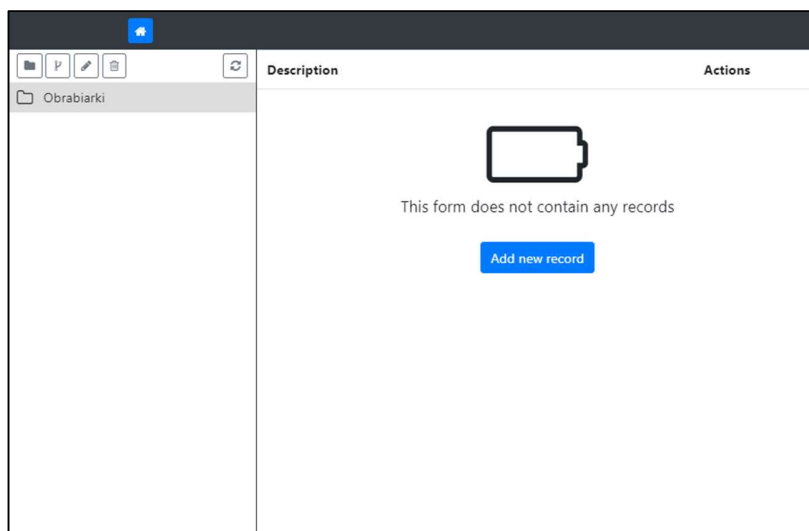 Obrabiarki
Description Actions
This form does not contain any records
Add new record